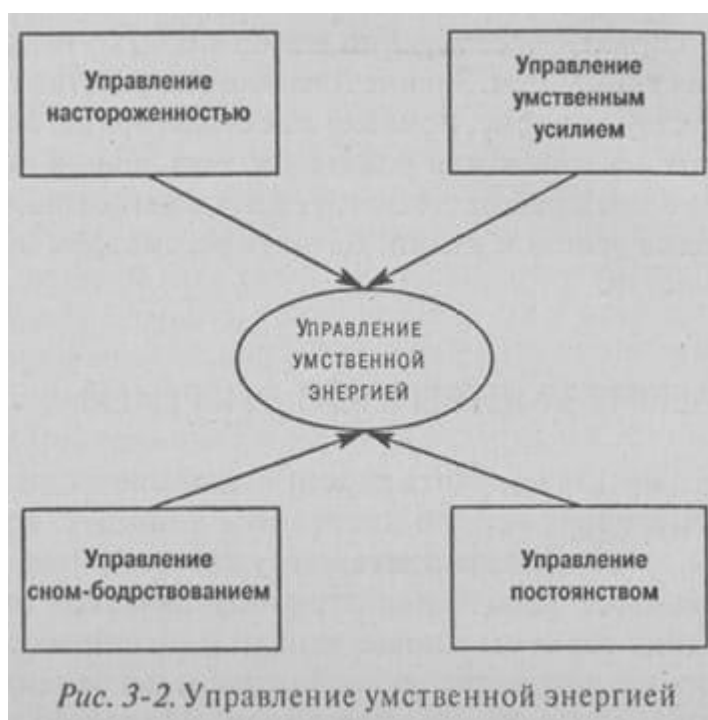 Управление
настороженностью
Управление
умственным
усилием
Управление
умственной
энергией
Управление
сном-бодрствованием
Управление
постоянством
Рис. 3-2. Управление умственной энергией